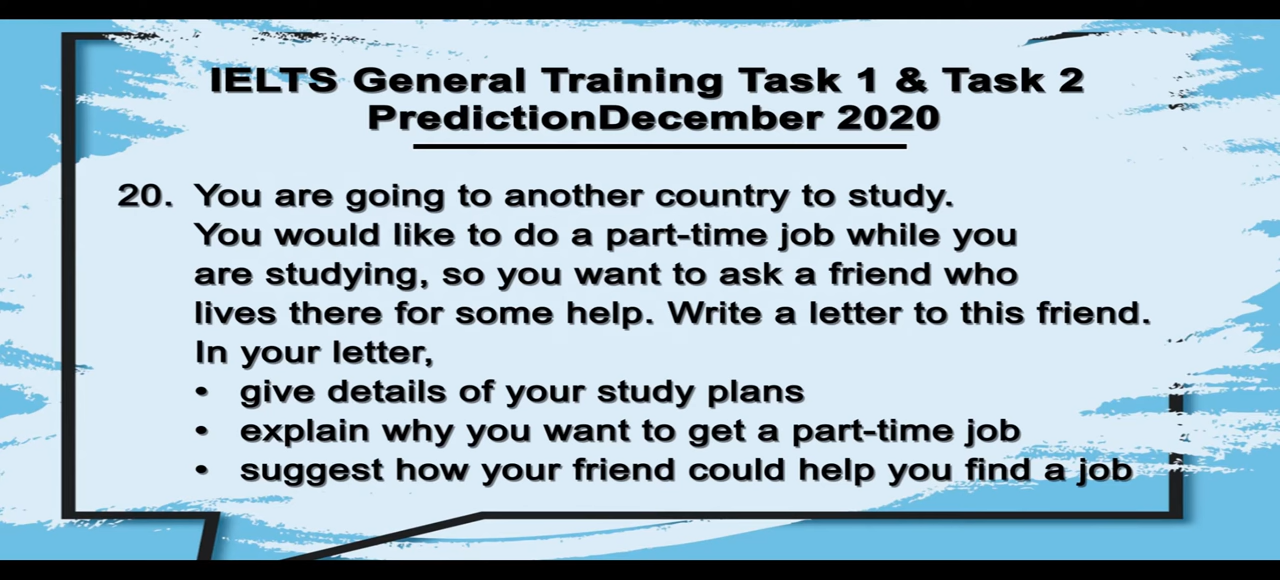 IELTS General Training Task 1 & Task 2
PredictionDecember 2020
20. You are going to another country to study.
You would like to do a part-time job while you
are studying, so you want to ask a friend who
lives there for some help. Write a letter to this friend.
In your letter,
• give details of your study plans
• explain why you want to get a part-time job
• suggest how your friend could help you find a job